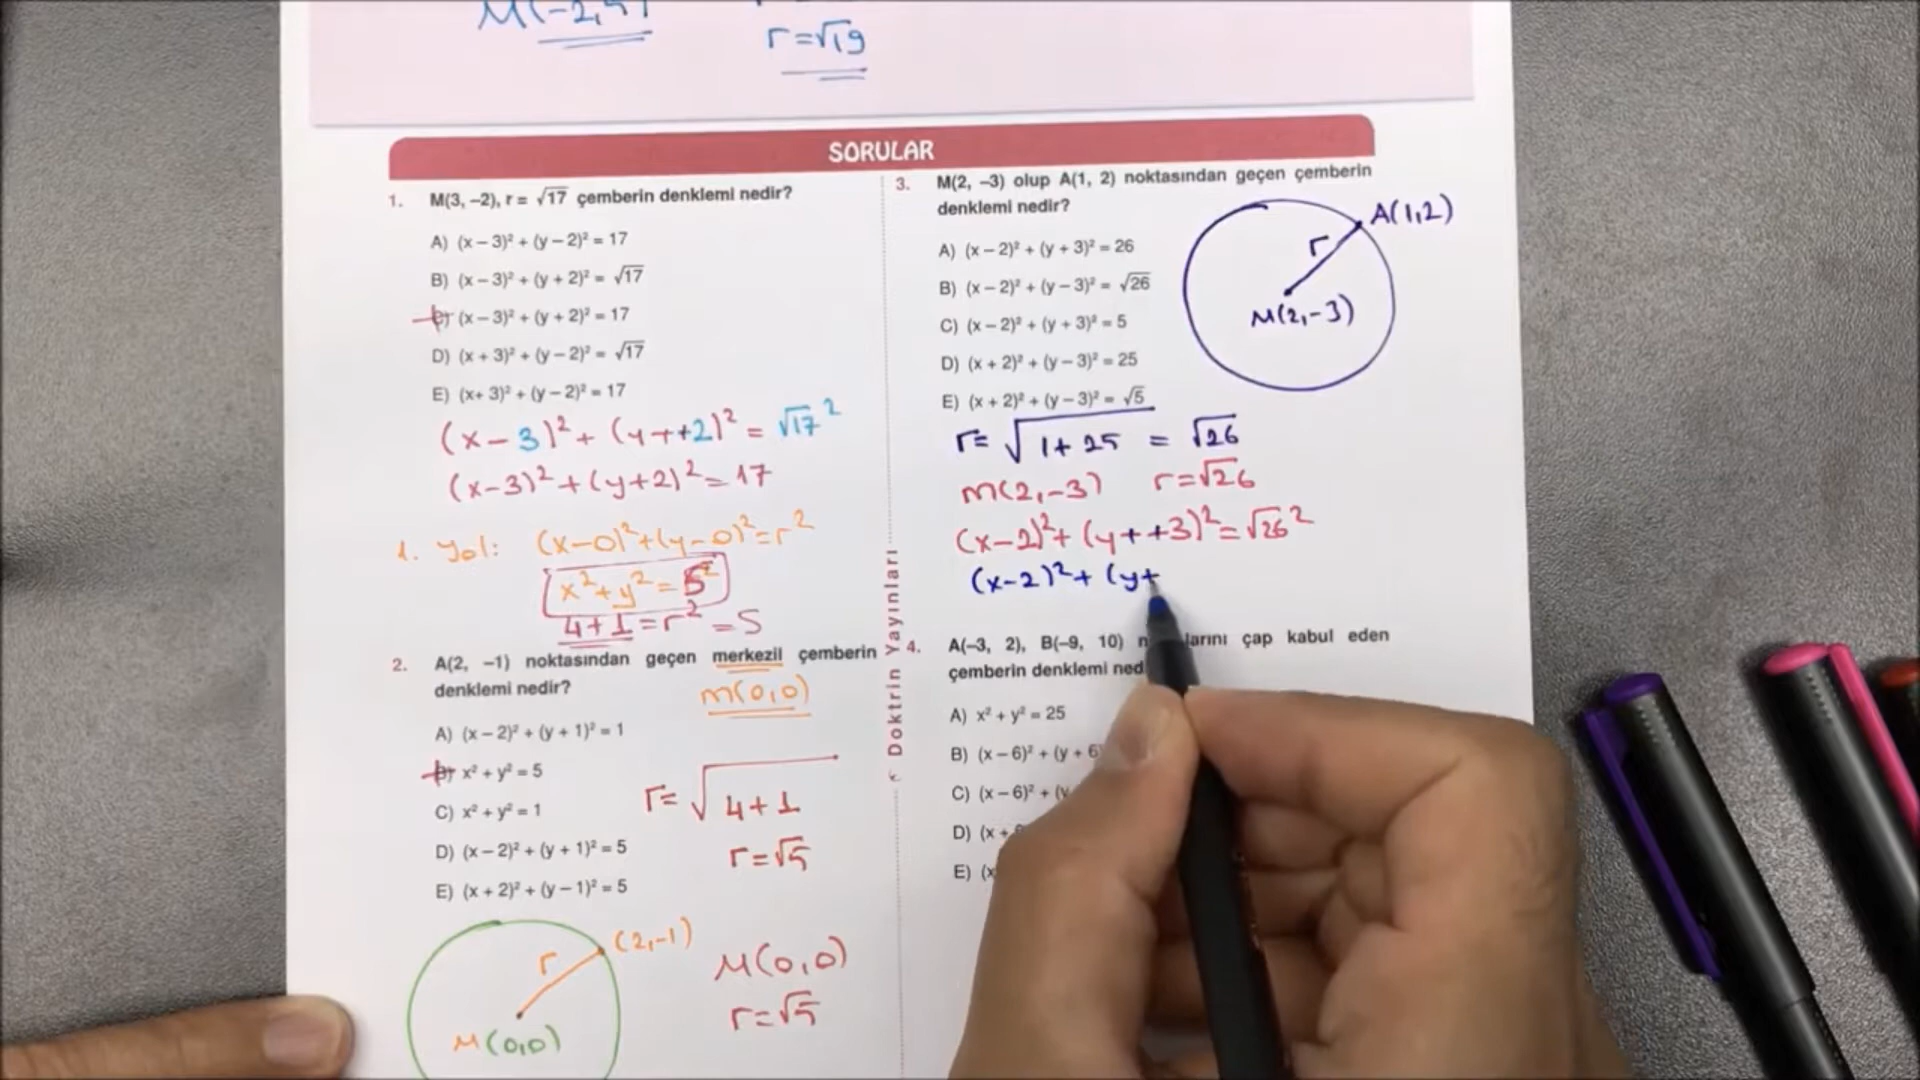 M(-2,
r=√19
SORULAR
1. M(3, –2), r = √17 çemberin denklemi nedir?
A) (x – 3)² + (y – 2)² = 17
B) (x – 3)² + (y + 2)² = √17
(x – 3)² + (y + 2)² = 17
D) (x + 3)² + (y – 2)² = √17
E) (x+ 3)² + (y – 2)² = 17
(x-3)² + (y++2)² = √17²
(x-3)²+(y+2)²=17
1. Yol: (x-0)²+(y-0)²=r²
x²+y²=5²
4+1=r²=5
2. A(2, –1) noktasından geçen merkezil çemberin
denklemi nedir?
m(0,0)
A) (x – 2)² + (y + 1)² = 1
B) x² + y² = 5
C) x² + y² = 1
D) (x – 2)² + (y + 1)² = 5
E) (x + 2)² + (y – 1)² = 5
r=√4+1
r=√5
(2,-1)
r
M(0,0)
M(0,0)
r=√5
Doktrin Yayınları
3. M(2, –3) olup A(1, 2) noktasından geçen çemberin
denklemi nedir?
A) (x – 2)² + (y + 3)² = 26
B) (x – 2)² + (y – 3)² = √26
C) (x – 2)² + (y + 3)² = 5
D) (x + 2)² + (y – 3)² = 25
E) (x + 2)² + (y – 3)² = √5
A(1,2)
r
M(2,-3)
r=√1+25 = √26
m(2,-3) r=√26
(x-2)²+(y++3)²=√26²
(x-2)²+(y+
4. A(–3, 2), B(–9, 10) n larını çap kabul eden
çemberin denklemi ned
A) x² + y² = 25
B) (x – 6)² + (y + 6)
C) (x – 6)² + (y
D) (x +
E) (x